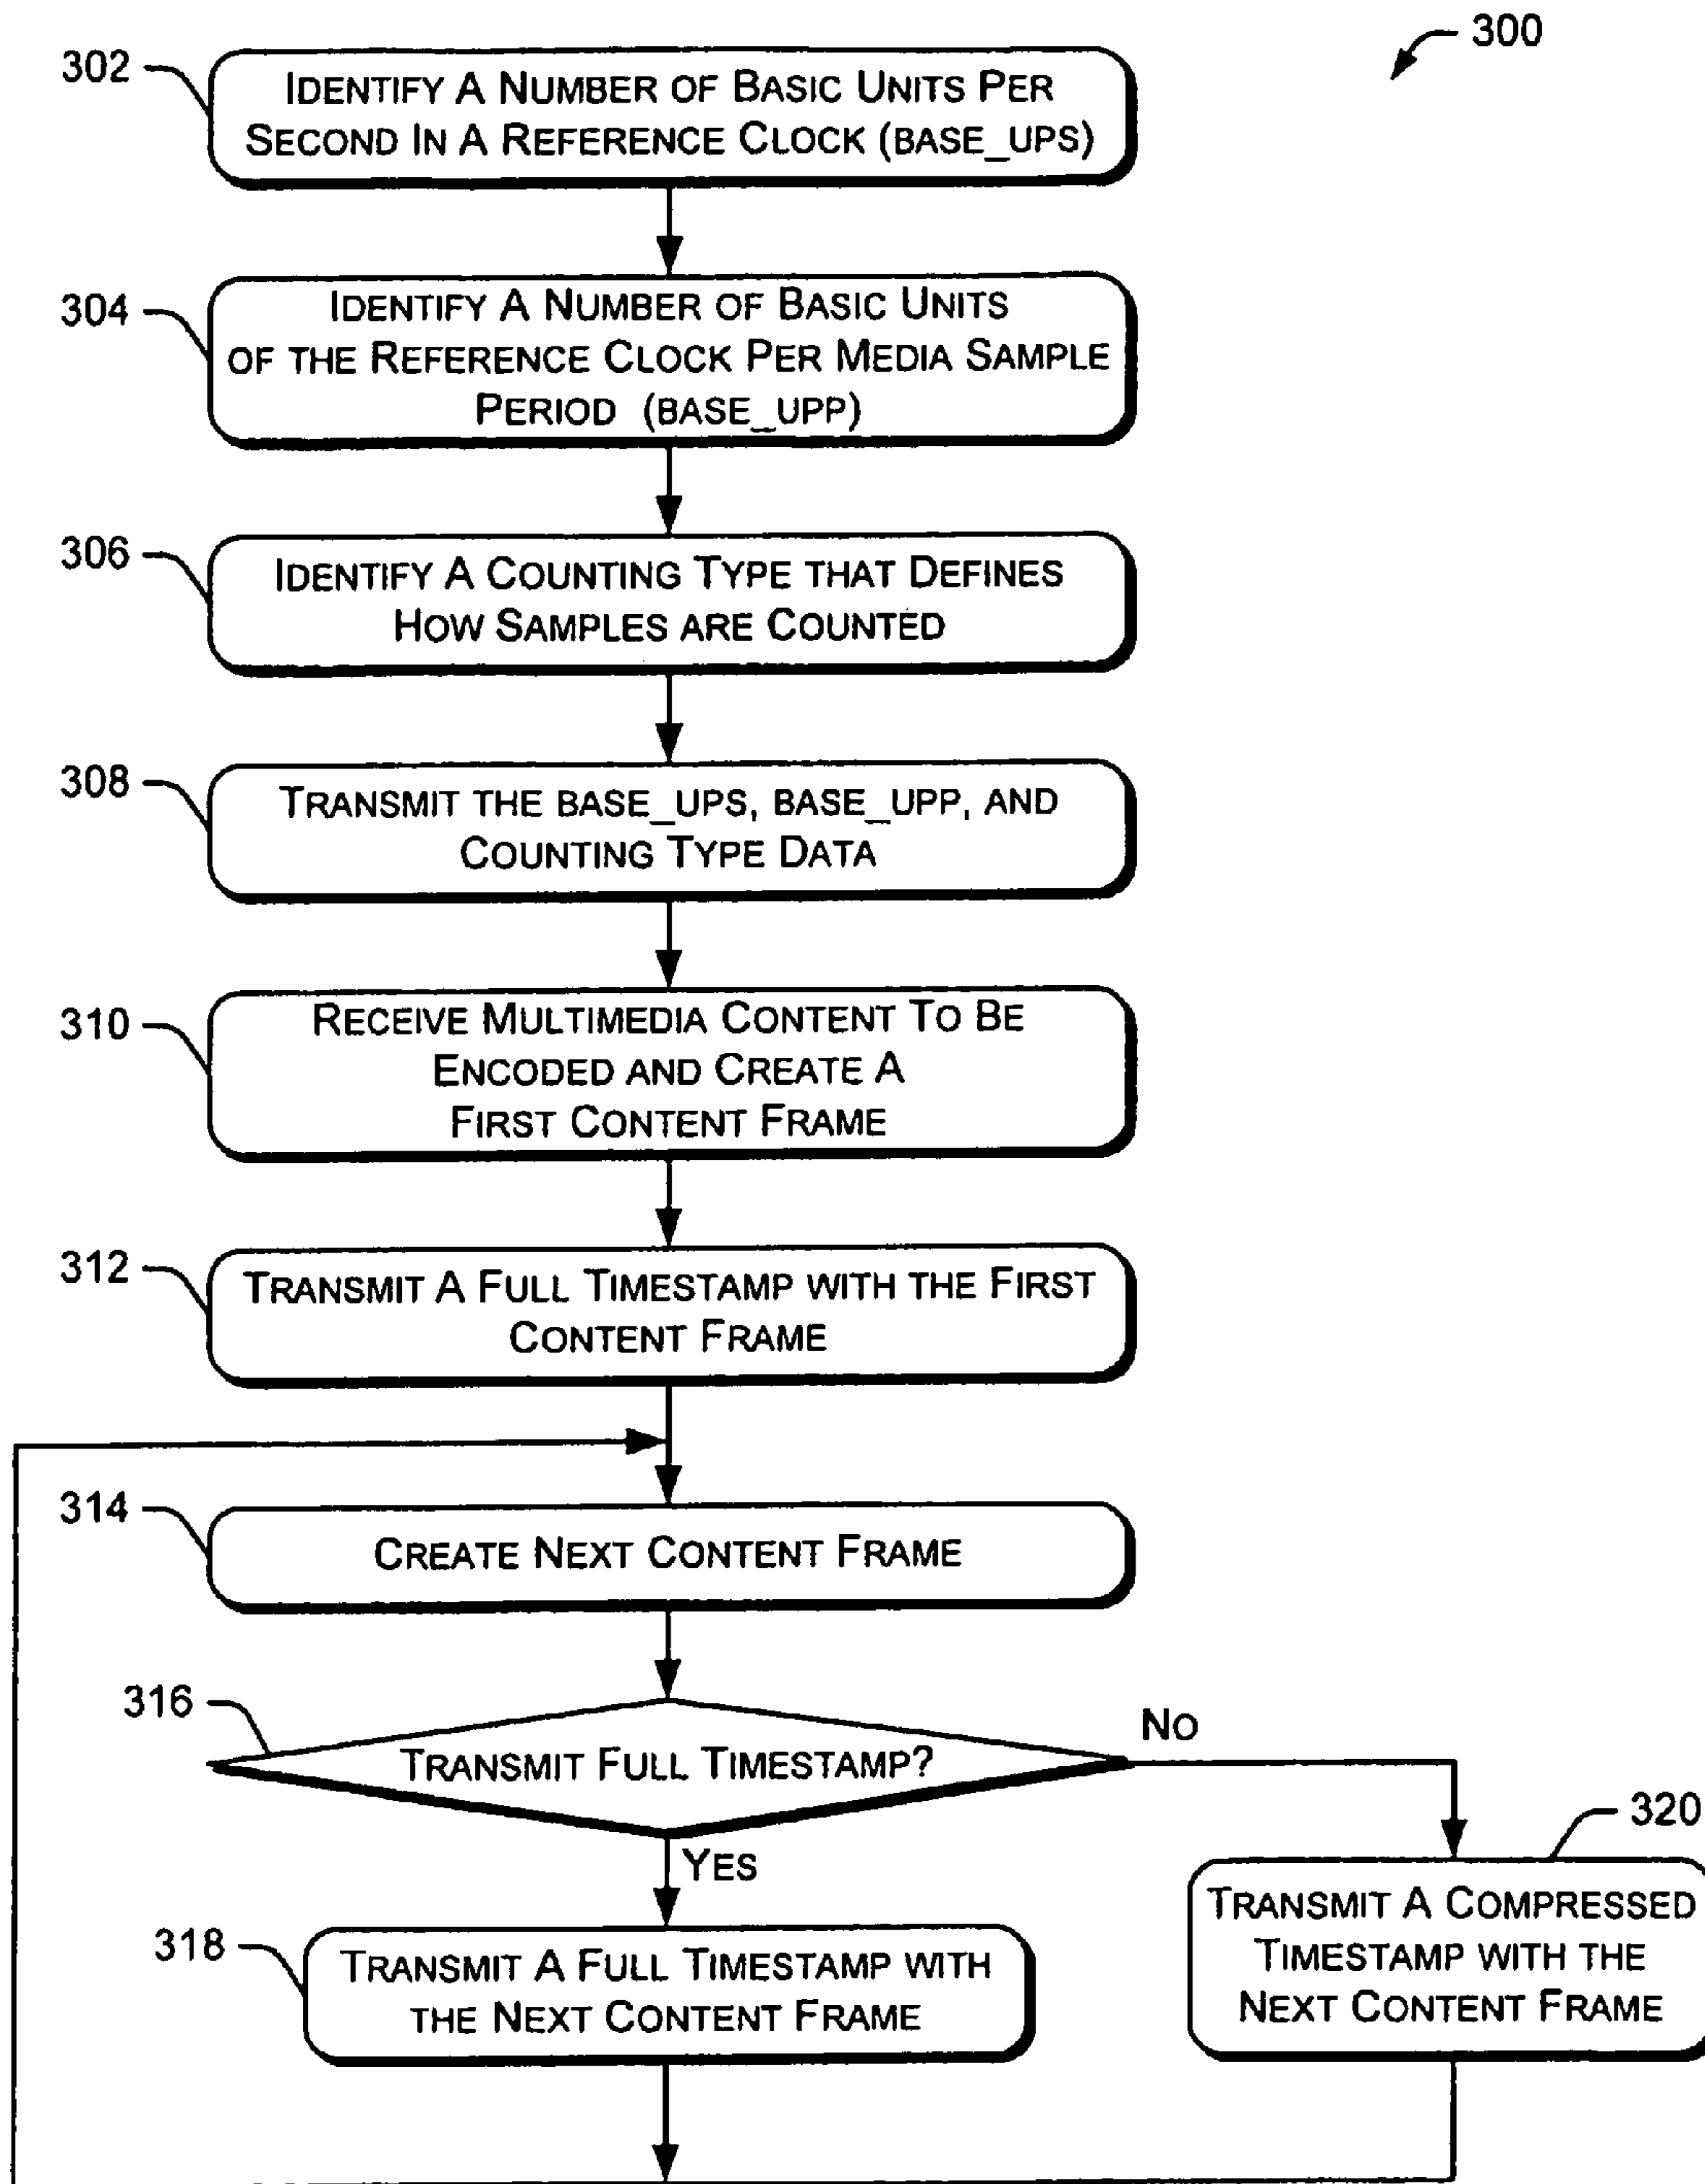 300
302
IDENTIFY A NUMBER OF BASIC UNITS PER
SECOND IN A REFERENCE CLOCK (BASE_UPS)
304
IDENTIFY A NUMBER OF BASIC UNITS
OF THE REFERENCE CLOCK PER MEDIA SAMPLE
PERIOD (BASE_UPP)
306
IDENTIFY A COUNTING TYPE THAT DEFINES
HOW SAMPLES ARE COUNTED
308
TRANSMIT THE BASE_UPS, BASE_UPP, AND
COUNTING TYPE DATA
310
RECEIVE MULTIMEDIA CONTENT TO BE
ENCODED AND CREATE A
FIRST CONTENT FRAME
312
TRANSMIT A FULL TIMESTAMP WITH THE FIRST
CONTENT FRAME
314
CREATE NEXT CONTENT FRAME
316
TRANSMIT FULL TIMESTAMP?
NO
YES
318
TRANSMIT A FULL TIMESTAMP WITH
THE NEXT CONTENT FRAME
320
TRANSMIT A COMPRESSED
TIMESTAMP WITH THE
NEXT CONTENT FRAME